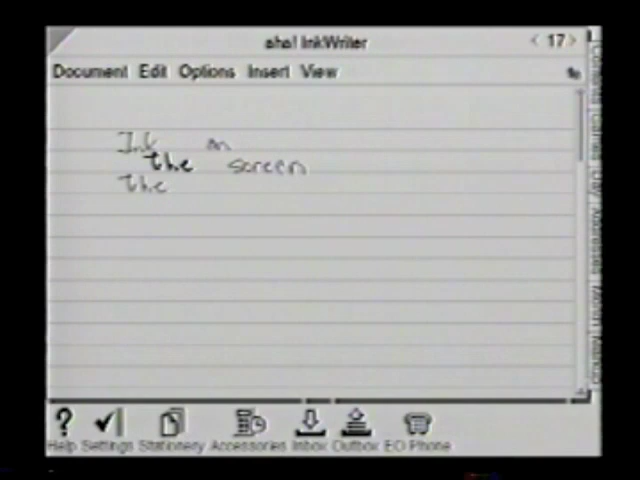 aha! InkWriter < 17 >
Document Edit Options Insert View
Ink on
the screen
the
Help Settings Stationery Accessories Inbox Outbox EO Phone